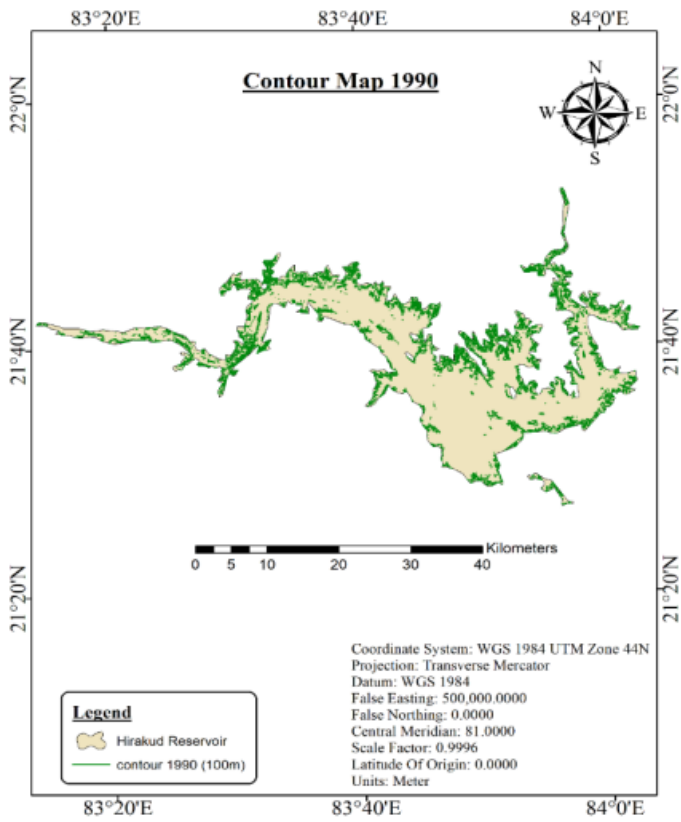 83°20'E 83°40'E 84°0'E
Contour Map 1990
N
W E
S
22°0'N 22°0'N
21°40'N 21°40'N
21°20'N 21°20'N
Kilometers
0 5 10 20 30 40
Coordinate System: WGS 1984 UTM Zone 44N
Projection: Transverse Mercator
Datum: WGS 1984
False Easting: 500,000.0000
False Northing: 0.0000
Central Meridian: 81.0000
Scale Factor: 0.9996
Latitude Of Origin: 0.0000
Units: Meter
Legend
Hirakud Reservoir
contour 1990 (100m)
83°20'E 83°40'E 84°0'E